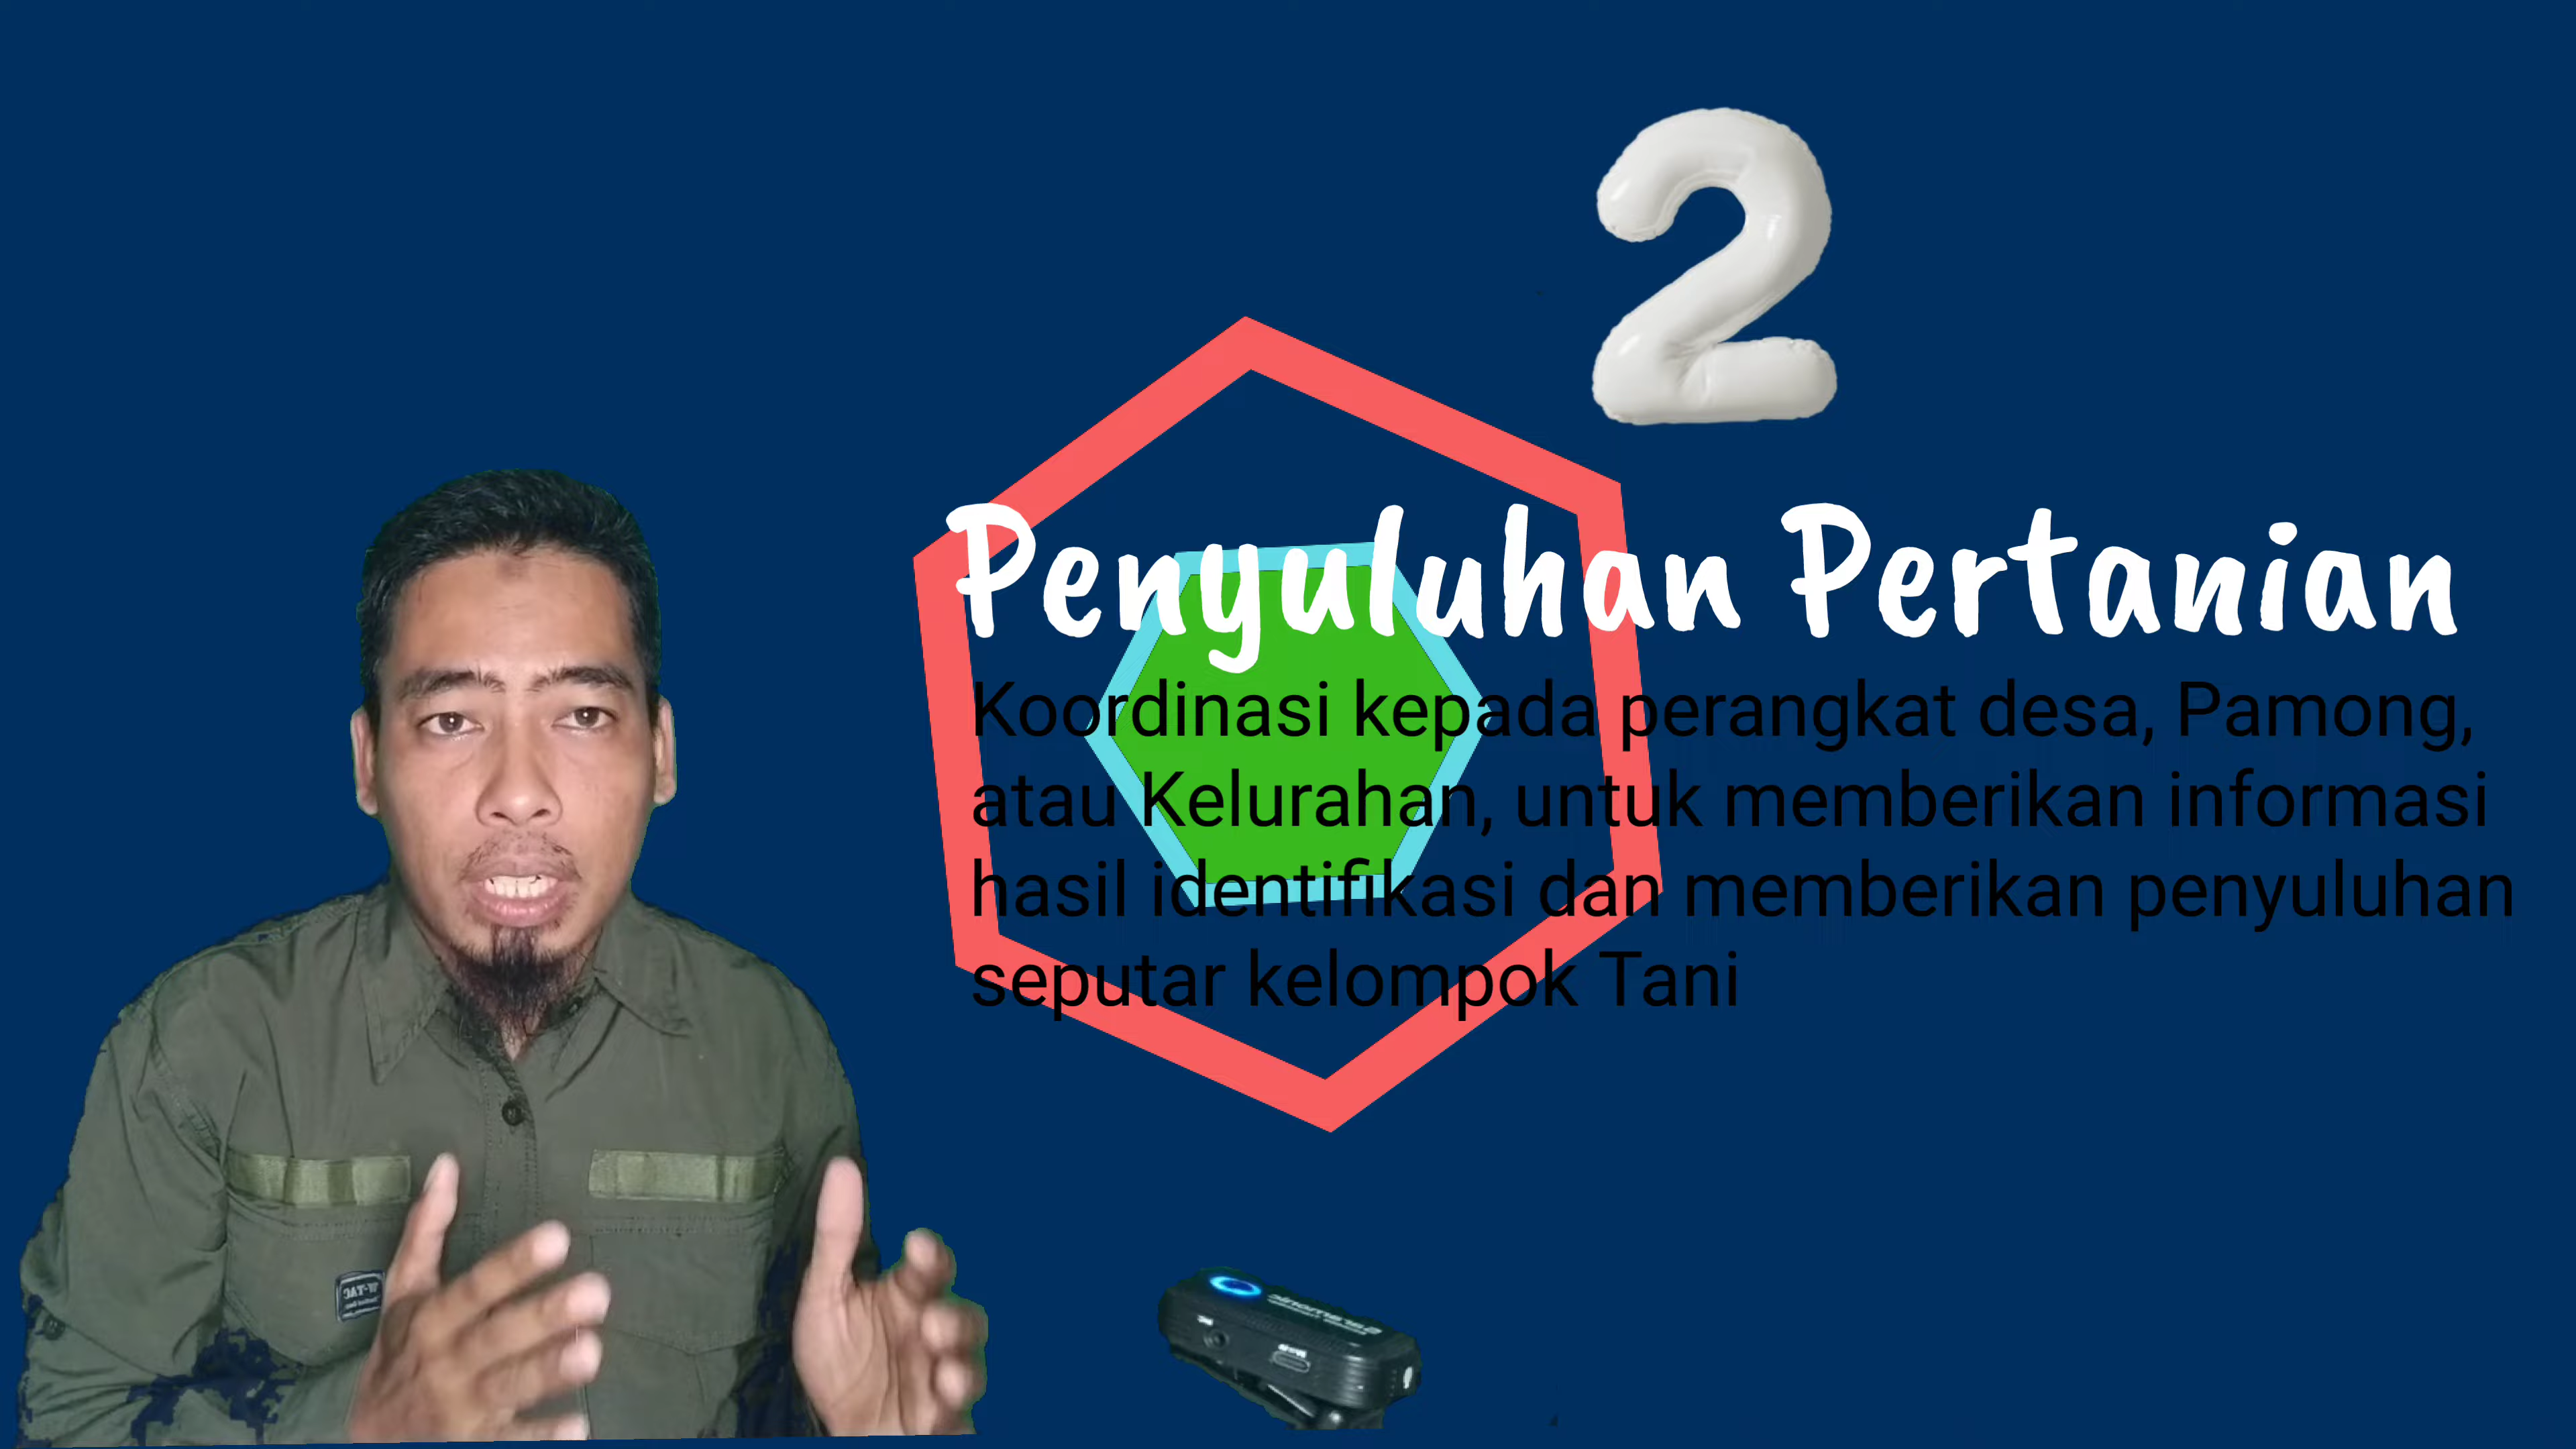 2
Penyuluhan Pertanian
Koordinasi kepada perangkat desa, Pamong,
atau Kelurahan, untuk memberikan informasi
hasil identifikasi dan memberikan penyuluhan
seputar kelompok Tani